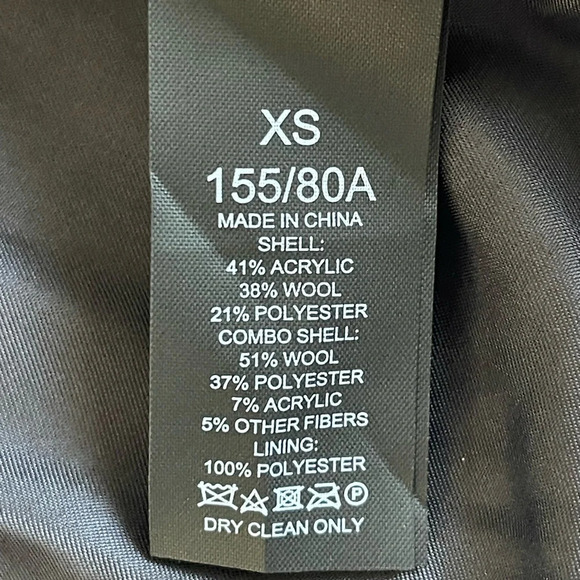 XS
155/80A
MADE IN CHINA
SHELL:
41% ACRYLIC
38% WOOL
21% POLYESTER
COMBO SHELL:
51% WOOL
37% POLYESTER
7% ACRYLIC
5% OTHER FIBERS
LINING:
100% POLYESTER
P
DRY CLEAN ONLY